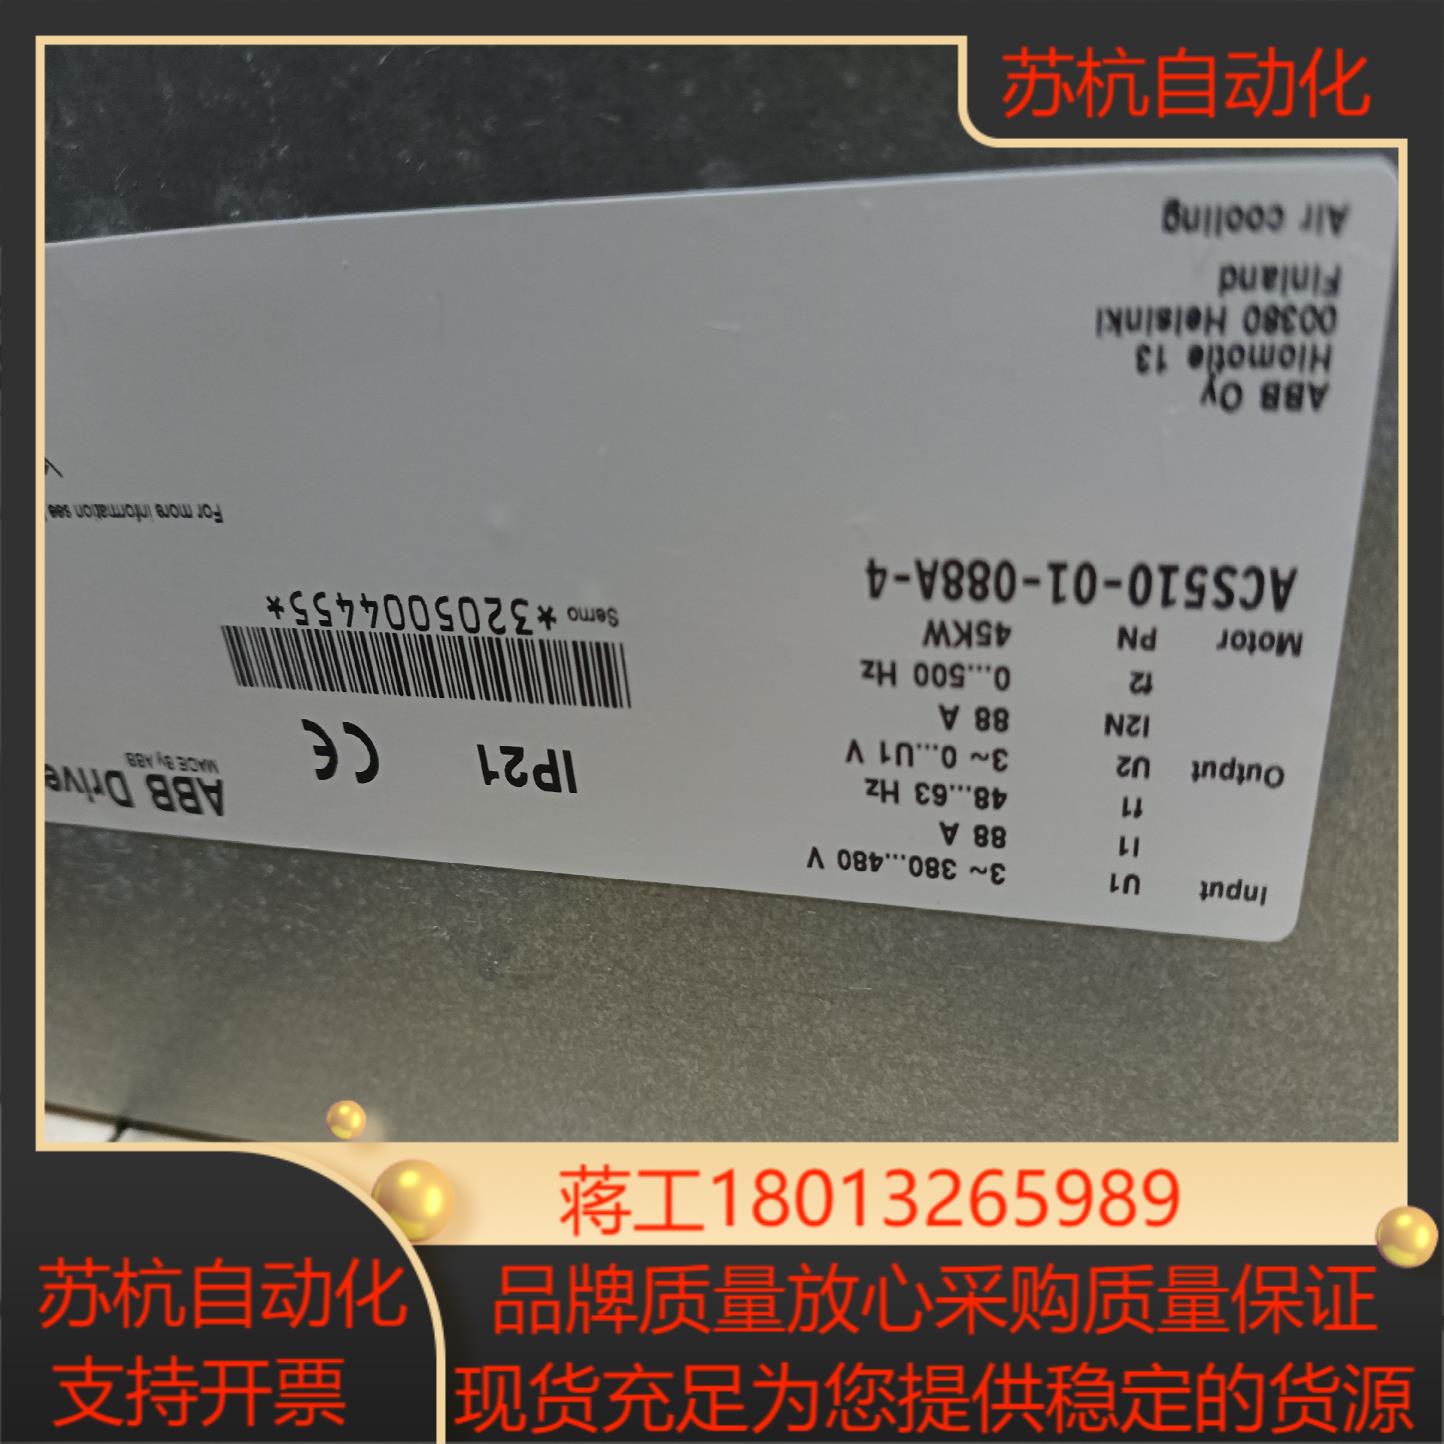 苏杭自动化
Air cooling
Finland
00380 Helsinki
Hiomotie 13
ABB Oy
For more information see
ACS510-01-088A-4
Serno *3205004455*
Motor PN 45KW
f2 0...500 Hz
I2N 88 A
Output U2 3~ 0...U1 V
f1 48...63 Hz
I1 88 A
Input U1 3~ 380...480 V
IP21
CE
MADE By ABB
ABB Drive
蒋工18013265989
苏杭自动化
支持开票
品牌质量放心采购质量保证
现货充足为您提供稳定的货源